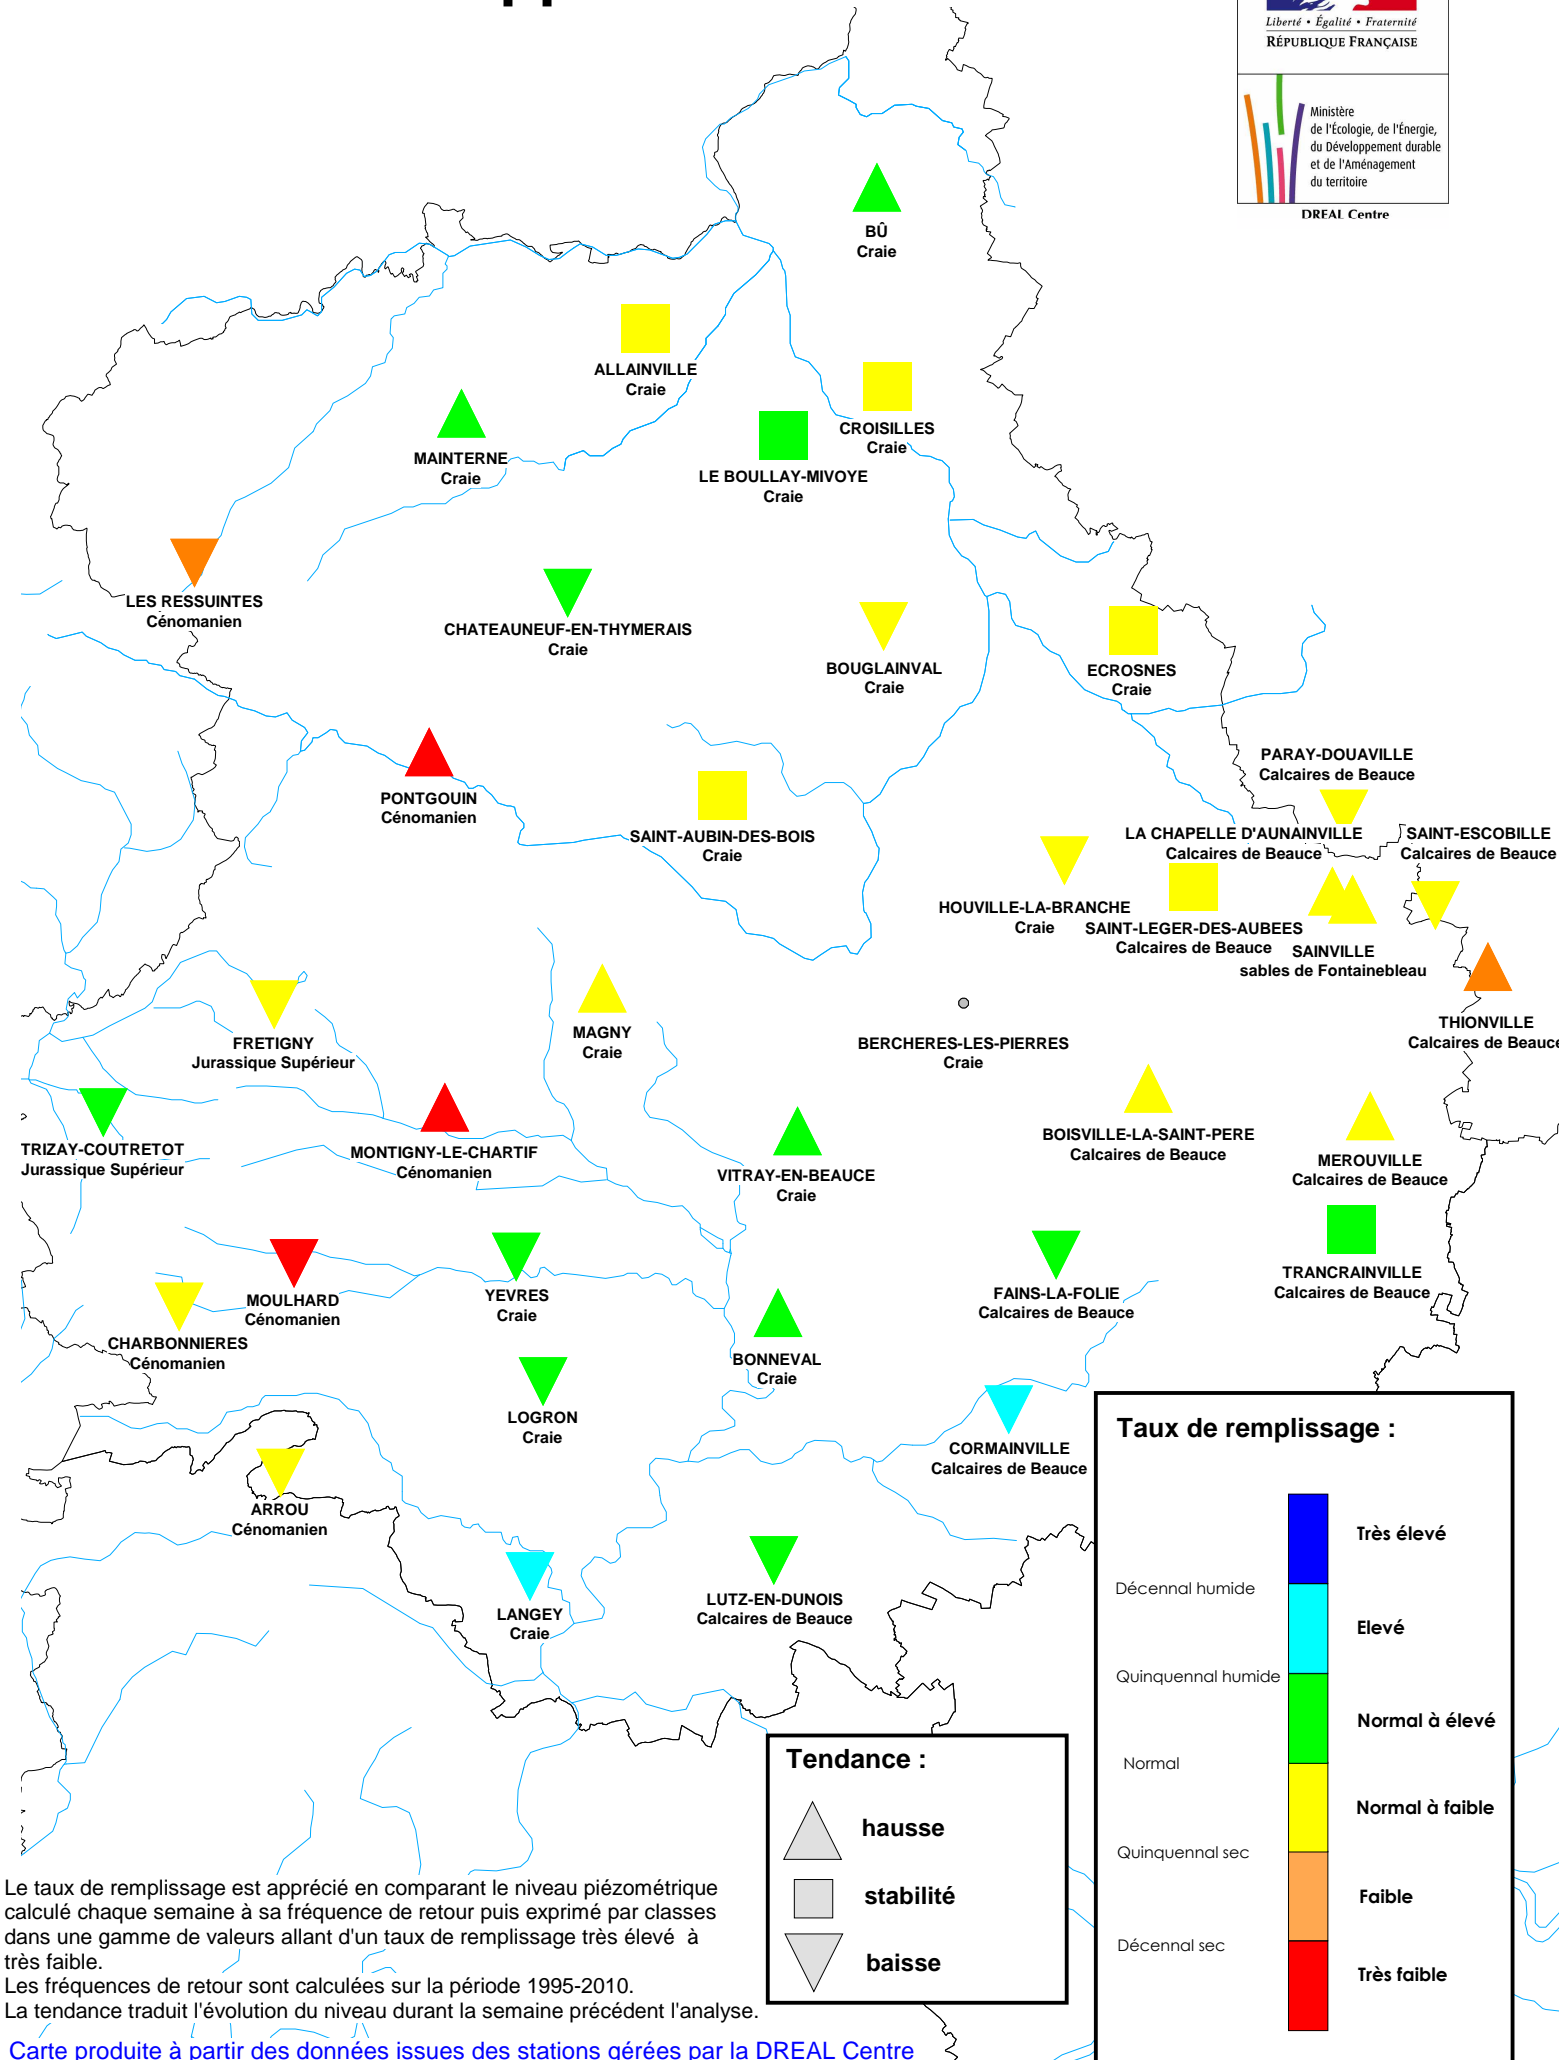 Liberté • Égalité • Fraternité
RÉPUBLIQUE FRANÇAISE
Ministère
de l'Écologie, de l'Énergie,
du Développement durable
et de l'Aménagement
du territoire
DREAL Centre
BÛ
Craie
ALLAINVILLE
Craie
CROISILLES
Craie
MAINTERNE
Craie
LE BOULLAY-MIVOYE
Craie
LES RESSUINTES
Cénomanien
CHATEAUNEUF-EN-THYMERAIS
Craie
BOUGLAINVAL
Craie
ECROSNES
Craie
PARAY-DOUAVILLE
Calcaires de Beauce
PONTGOUIN
Cénomanien
SAINT-AUBIN-DES-BOIS
Craie
LA CHAPELLE D'AUNAINVILLE
Calcaires de Beauce
SAINT-ESCOBILLE
Calcaires de Beauce
HOUVILLE-LA-BRANCHE
Craie
SAINT-LEGER-DES-AUBEES
Calcaires de Beauce
SAINVILLE
sables de Fontainebleau
THIONVILLE
Calcaires de Beauce
FRETIGNY
Jurassique Supérieur
MAGNY
Craie
BERCHERES-LES-PIERRES
Craie
TRIZAY-COUTRETOT
Jurassique Supérieur
MONTIGNY-LE-CHARTIF
Cénomanien
VITRAY-EN-BEAUCE
Craie
BOISVILLE-LA-SAINT-PERE
Calcaires de Beauce
MEROUVILLE
Calcaires de Beauce
MOULHARD
Cénomanien
YEVRES
Craie
FAINS-LA-FOLIE
Calcaires de Beauce
TRANCRAINVILLE
Calcaires de Beauce
CHARBONNIERES
Cénomanien
BONNEVAL
Craie
LOGRON
Craie
CORMAINVILLE
Calcaires de Beauce
ARROU
Cénomanien
LANGEY
Craie
LUTZ-EN-DUNOIS
Calcaires de Beauce
Taux de remplissage :
Très élevé
Décennal humide
Elevé
Quinquennal humide
Normal à élevé
Normal
Normal à faible
Quinquennal sec
Faible
Décennal sec
Très faible
Tendance :
hausse
stabilité
baisse
Le taux de remplissage est apprécié en comparant le niveau piézométrique
calculé chaque semaine à sa fréquence de retour puis exprimé par classes
dans une gamme de valeurs allant d'un taux de remplissage très élevé à
très faible.
Les fréquences de retour sont calculées sur la période 1995-2010.
La tendance traduit l'évolution du niveau durant la semaine précédent l'analyse.
Carte produite à partir des données issues des stations gérées par la DREAL Centre